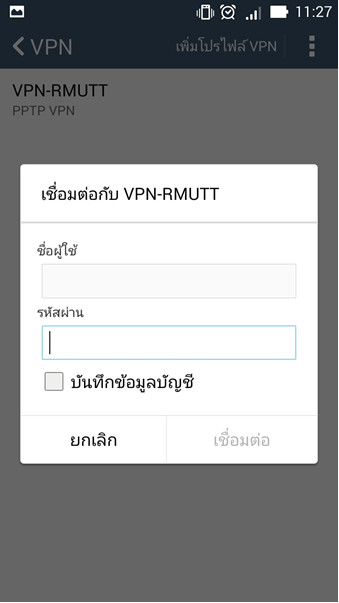 11:27
VPN
เพิ่มโปรไฟล์ VPN
VPN-RMUTT
PPTP VPN
เชื่อมต่อกับ VPN-RMUTT
ชื่อผู้ใช้
รหัสผ่าน
บันทึกข้อมูลบัญชี
ยกเลิก
เชื่อมต่อ